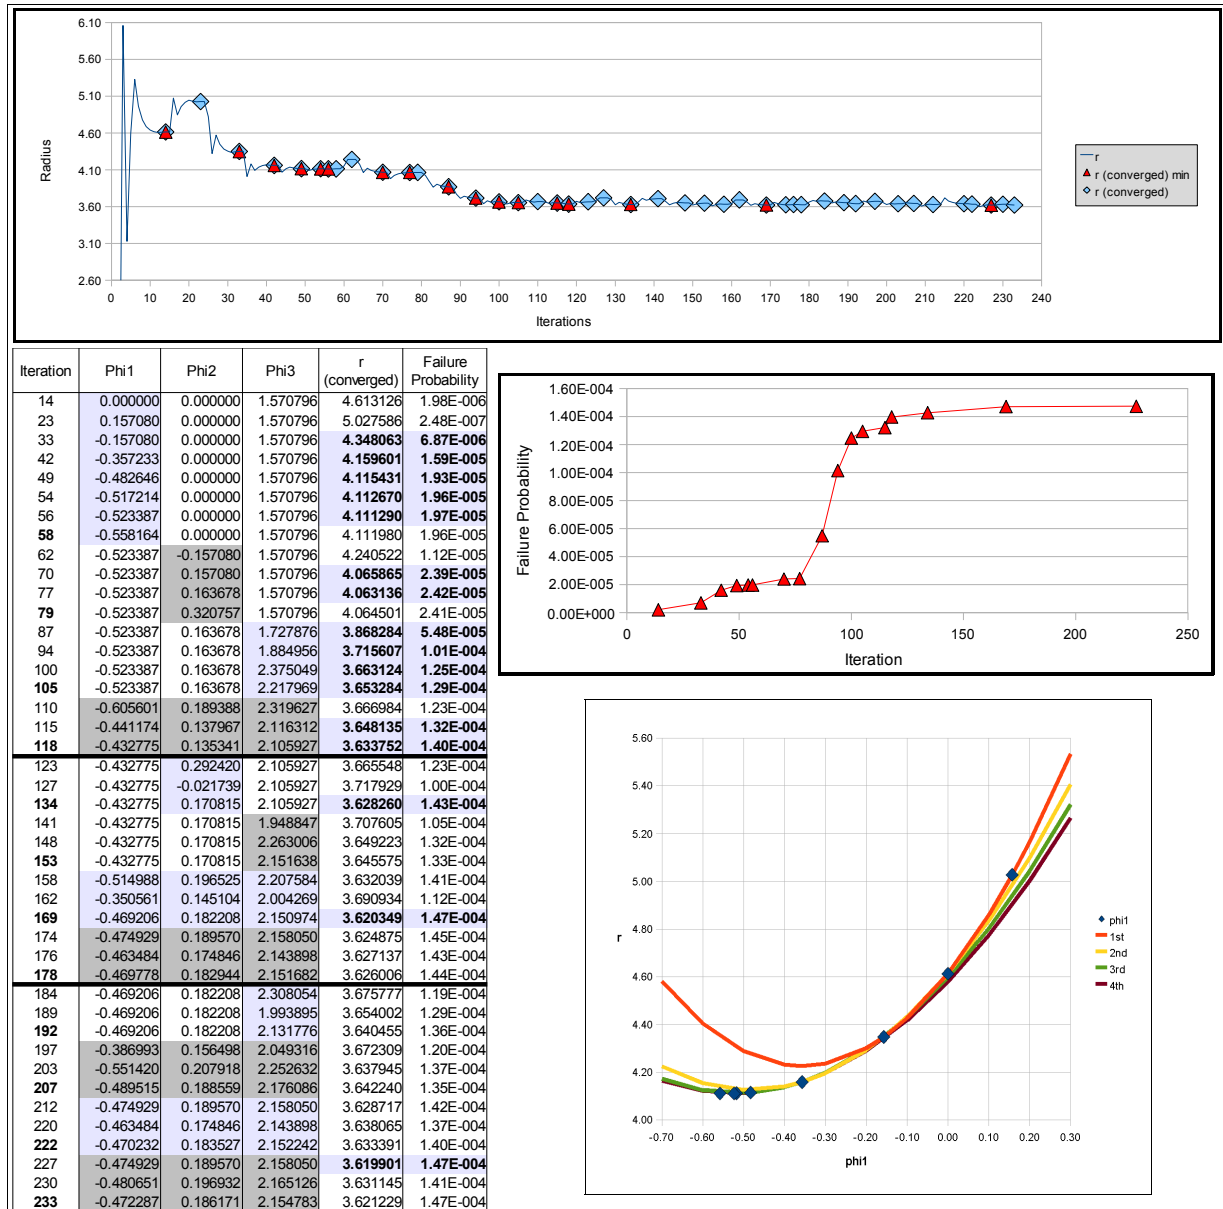 6.10
5.60
5.10
4.60
4.10
3.60
3.10
2.60
Radius
0 10 20 30 40 50 60 70 80 90 100 110 120 130 140 150 160 170 180 190 200 210 220 230 240
Iterations
r
r (converged) min
r (converged)
Iteration Phi1 Phi2 Phi3 r (converged) Failure Probability
14 0.000000 0.000000 1.570796 4.613126 1.98E-006
23 0.157080 0.000000 1.570796 5.027586 2.48E-007
33 -0.157080 0.000000 1.570796 4.348063 6.87E-006
42 -0.357233 0.000000 1.570796 4.159601 1.59E-005
49 -0.482646 0.000000 1.570796 4.115431 1.93E-005
54 -0.517214 0.000000 1.570796 4.112670 1.96E-005
56 -0.523387 0.000000 1.570796 4.111290 1.97E-005
58 -0.558164 0.000000 1.570796 4.111980 1.96E-005
62 -0.523387 -0.157080 1.570796 4.240522 1.12E-005
70 -0.523387 0.157080 1.570796 4.065865 2.39E-005
77 -0.523387 0.163678 1.570796 4.063136 2.42E-005
79 -0.523387 0.320757 1.570796 4.064501 2.41E-005
87 -0.523387 0.163678 1.727876 3.868284 5.48E-005
94 -0.523387 0.163678 1.884956 3.715607 1.01E-004
100 -0.523387 0.163678 2.375049 3.663124 1.25E-004
105 -0.523387 0.163678 2.217969 3.653284 1.29E-004
110 -0.605601 0.189388 2.319627 3.666984 1.23E-004
115 -0.441174 0.137967 2.116312 3.648135 1.32E-004
118 -0.432775 0.135341 2.105927 3.633752 1.40E-004
123 -0.432775 0.292420 2.105927 3.665548 1.23E-004
127 -0.432775 -0.021739 2.105927 3.717929 1.00E-004
134 -0.432775 0.170815 2.105927 3.628260 1.43E-004
141 -0.432775 0.170815 1.948847 3.707605 1.05E-004
148 -0.432775 0.170815 2.263006 3.649223 1.32E-004
153 -0.432775 0.170815 2.151638 3.645575 1.33E-004
158 -0.514988 0.196525 2.207584 3.632039 1.41E-004
162 -0.350561 0.145104 2.004269 3.690934 1.12E-004
169 -0.469206 0.182208 2.150974 3.620349 1.47E-004
174 -0.474929 0.189570 2.158050 3.624875 1.45E-004
176 -0.463484 0.174846 2.143898 3.627137 1.43E-004
178 -0.469778 0.182944 2.151682 3.626006 1.44E-004
184 -0.469206 0.182208 2.308054 3.675777 1.19E-004
189 -0.469206 0.182208 1.993895 3.654002 1.29E-004
192 -0.469206 0.182208 2.131776 3.640455 1.36E-004
197 -0.386993 0.156498 2.049316 3.672309 1.20E-004
203 -0.551420 0.207918 2.252632 3.637945 1.37E-004
207 -0.489515 0.188559 2.176086 3.642240 1.35E-004
212 -0.474929 0.189570 2.158050 3.628717 1.42E-004
220 -0.463484 0.174846 2.143898 3.638065 1.37E-004
222 -0.470232 0.183527 2.152242 3.633391 1.40E-004
227 -0.474929 0.189570 2.158050 3.619901 1.47E-004
230 -0.480651 0.196932 2.165126 3.631145 1.41E-004
233 -0.472287 0.186171 2.154783 3.621229 1.47E-004
1.60E-004
1.40E-004
1.20E-004
1.00E-004
8.00E-005
6.00E-005
4.00E-005
2.00E-005
0.00E+000
Failure Probability
0 50 100 150 200 250
Iteration
5.60
5.40
5.20
5.00
4.80
4.60
4.40
4.20
4.00
r
-0.70 -0.60 -0.50 -0.40 -0.30 -0.20 -0.10 0.00 0.10 0.20 0.30
phi1
phi1
1st
2nd
3rd
4th